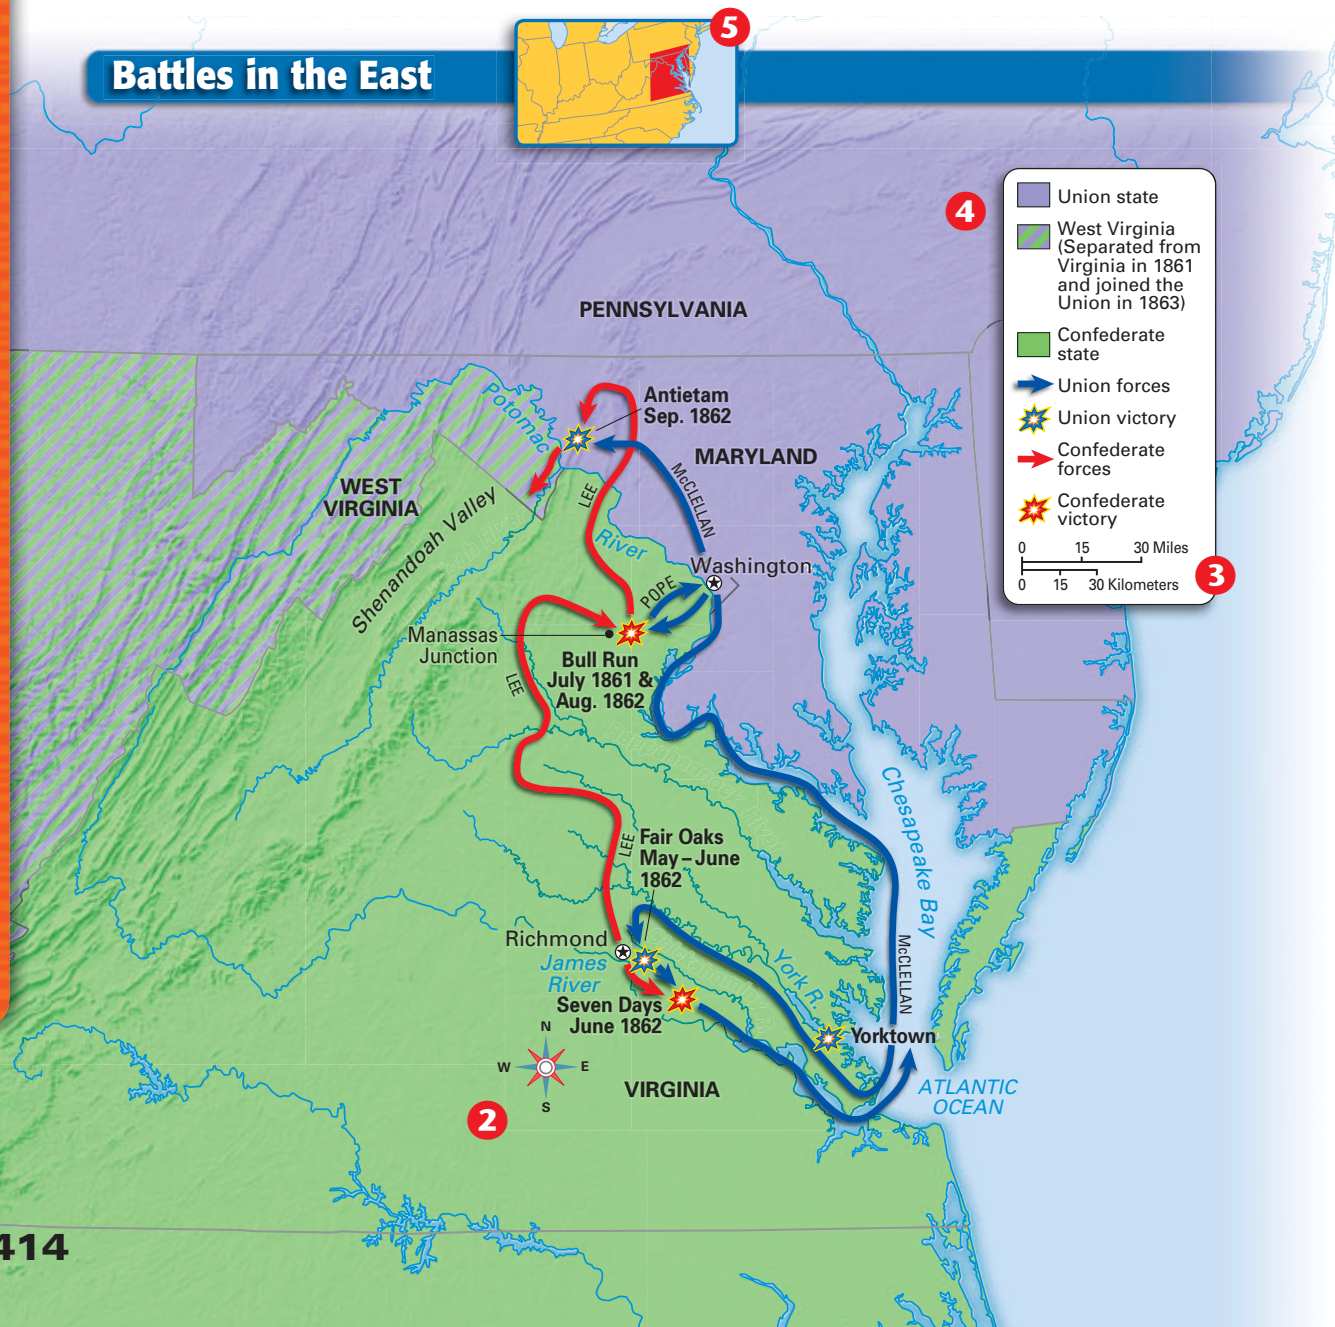 5
Battles in the East
4
Union state
West Virginia
(Separated from
Virginia in 1861
and joined the
Union in 1863)
Confederate
state
Union forces
Union victory
Confederate
forces
Confederate
victory
0 15 30 Miles
0 15 30 Kilometers
3
PENNSYLVANIA
Antietam
Sep. 1862
Potomac
MARYLAND
McCLELLAN
WEST
VIRGINIA
LEE
Shenandoah Valley
River
Washington
POPE
Manassas
Junction
Bull Run
July 1861 &
Aug. 1862
LEE
Rappahannock River
Chesapeake Bay
LEE
Fair Oaks
May–June
1862
Richmond
James
River
York R.
McCLELLAN
Seven Days
June 1862
Yorktown
N
W
E
S
VIRGINIA
ATLANTIC
OCEAN
2
414